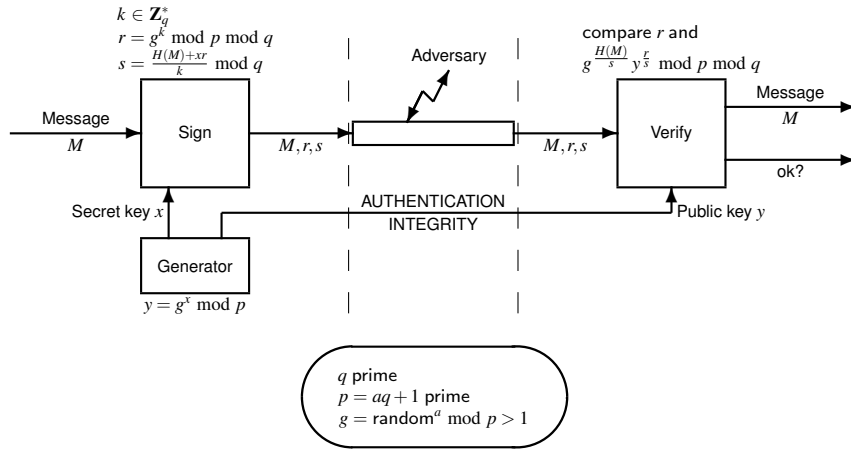 k ∈ Z*_q
r = g^k mod p mod q
s = (H(M)+xr)/k mod q
compare r and
g^(H(M)/s) y^(r/s) mod p mod q
Adversary
Message
M
Sign
M, r, s
M, r, s
Verify
Message
M
ok?
Secret key x
AUTHENTICATION
INTEGRITY
Public key y
Generator
y = g^x mod p
q prime
p = aq + 1 prime
g = random^a mod p > 1